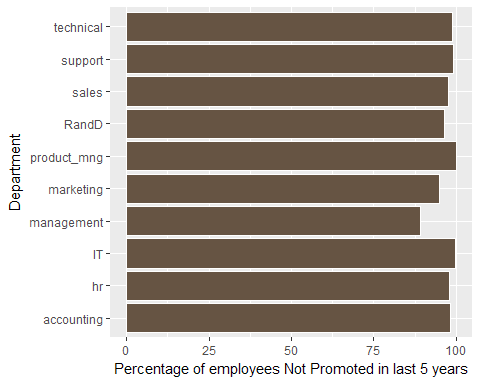 technical
support
sales
RandD
product_mng
marketing
management
IT
hr
accounting
Department
0 25 50 75 100
Percentage of employees Not Promoted in last 5 years